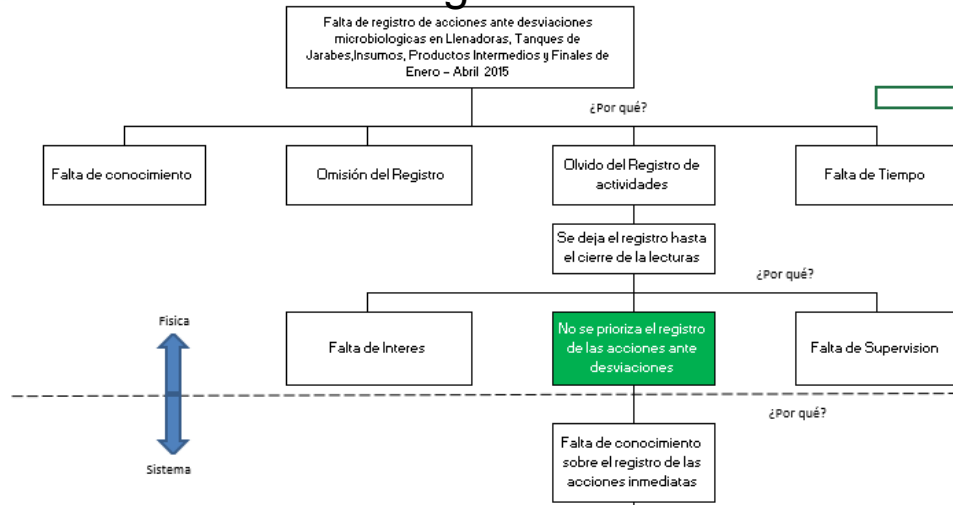 Falta de registro de acciones ante desviaciones
microbiologicas en Llenadoras, Tanques de
Jarabes,Insumos, Productos Intermedios y Finales de
Enero – Abril 2015
¿Por qué?
Falta de conocimiento
Omisión del Registro
Olvido del Registro de
actividades
Falta de Tiempo
Se deja el registro hasta
el cierre de la lecturas
¿Por qué?
Fisica
Falta de Interes
No se prioriza el registro
de las acciones ante
desviaciones
Falta de Supervision
¿Por qué?
Sistema
Falta de conocimiento
sobre el registro de las
acciones inmediatas